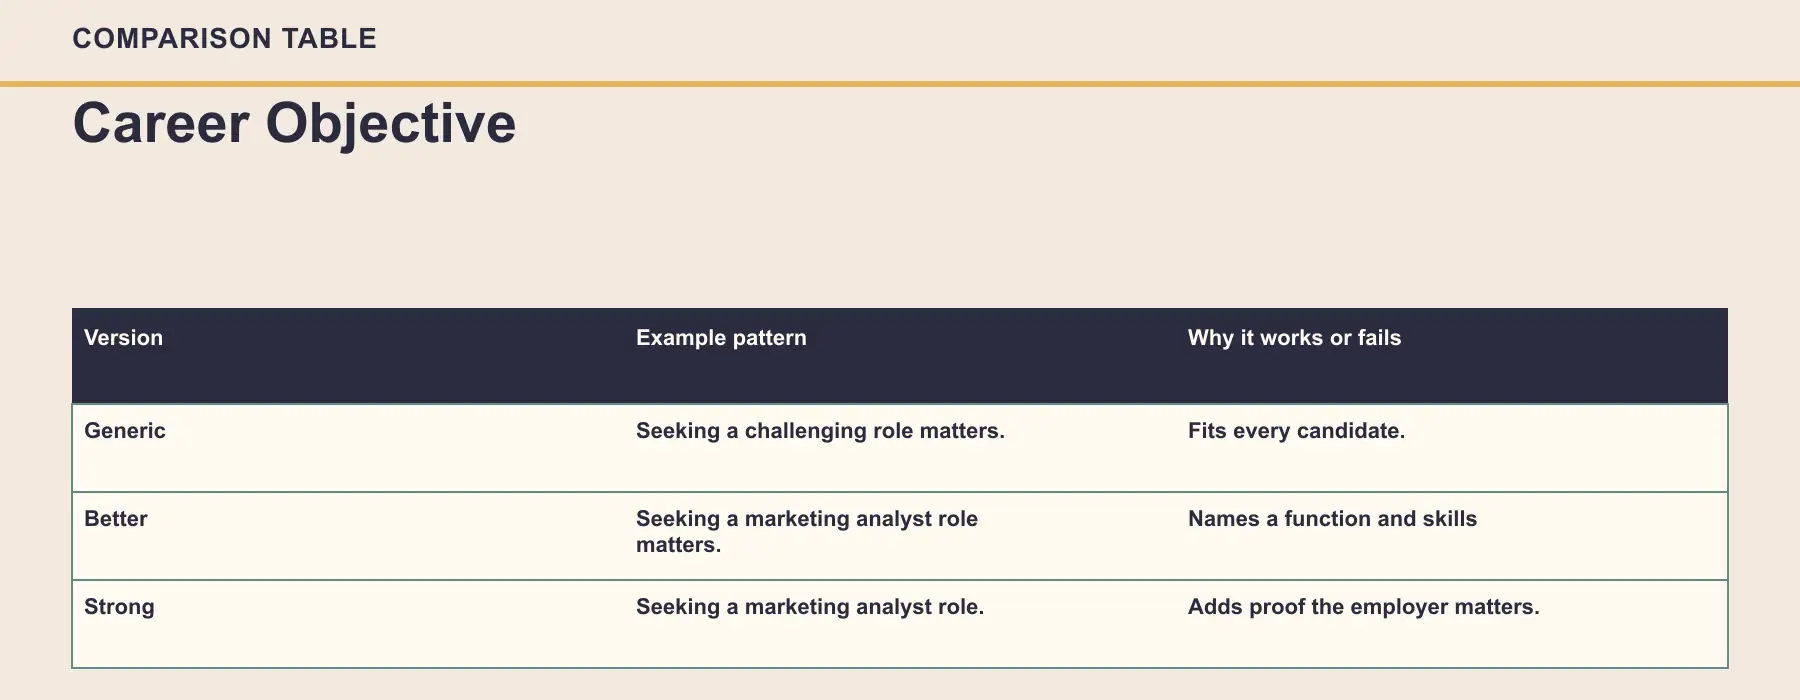 COMPARISON TABLE
Career Objective
Version Example pattern Why it works or fails
Generic Seeking a challenging role matters. Fits every candidate.
Better Seeking a marketing analyst role Names a function and skills
matters.
Strong Seeking a marketing analyst role. Adds proof the employer matters.